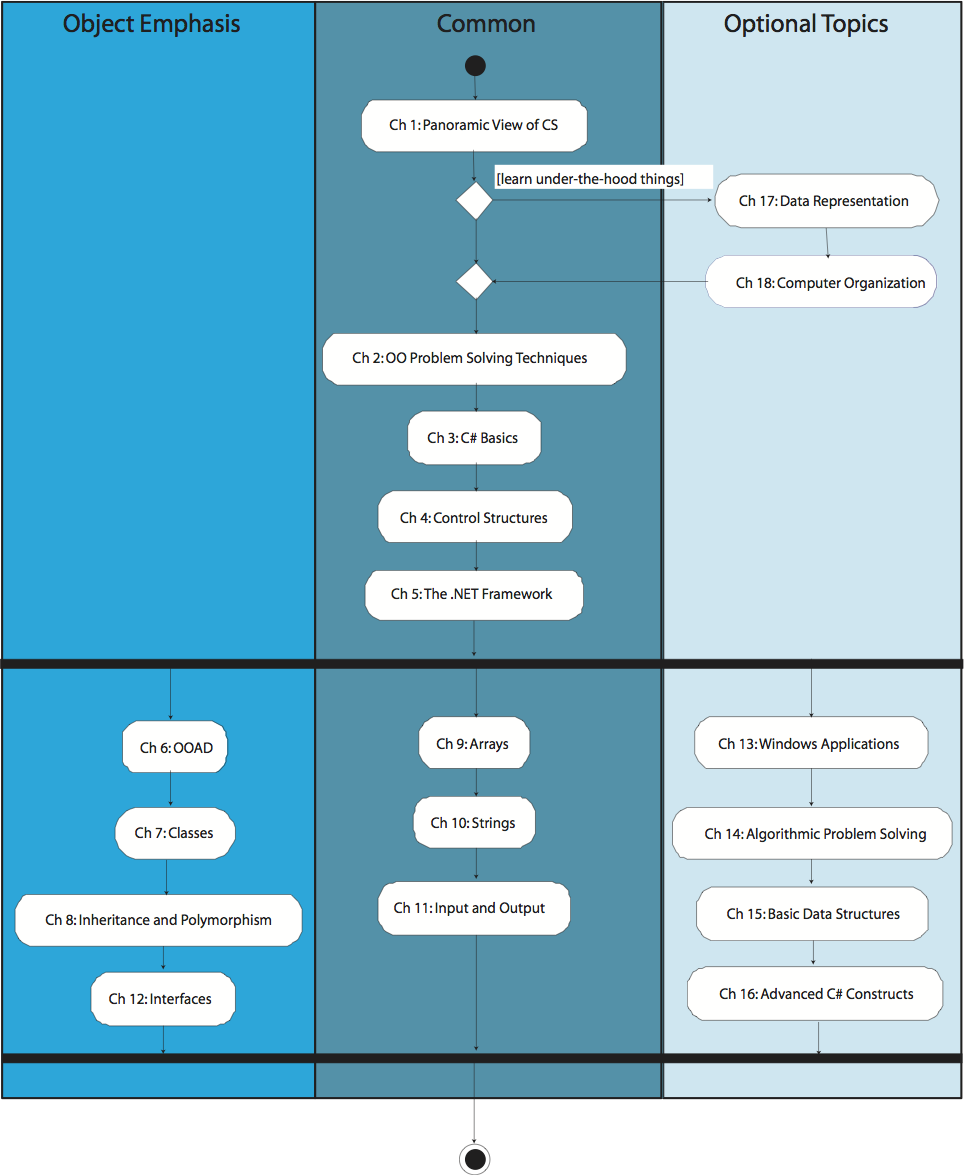 Object Emphasis
Common
Optional Topics
Ch 1: Panoramic View of CS
[learn under-the-hood things]
Ch 17: Data Representation
Ch 18: Computer Organization
Ch 2: OO Problem Solving Techniques
Ch 3: C# Basics
Ch 4: Control Structures
Ch 5: The .NET Framework
Ch 6: OOAD
Ch 7: Classes
Ch 8: Inheritance and Polymorphism
Ch 12: Interfaces
Ch 9: Arrays
Ch 10: Strings
Ch 11: Input and Output
Ch 13: Windows Applications
Ch 14: Algorithmic Problem Solving
Ch 15: Basic Data Structures
Ch 16: Advanced C# Constructs